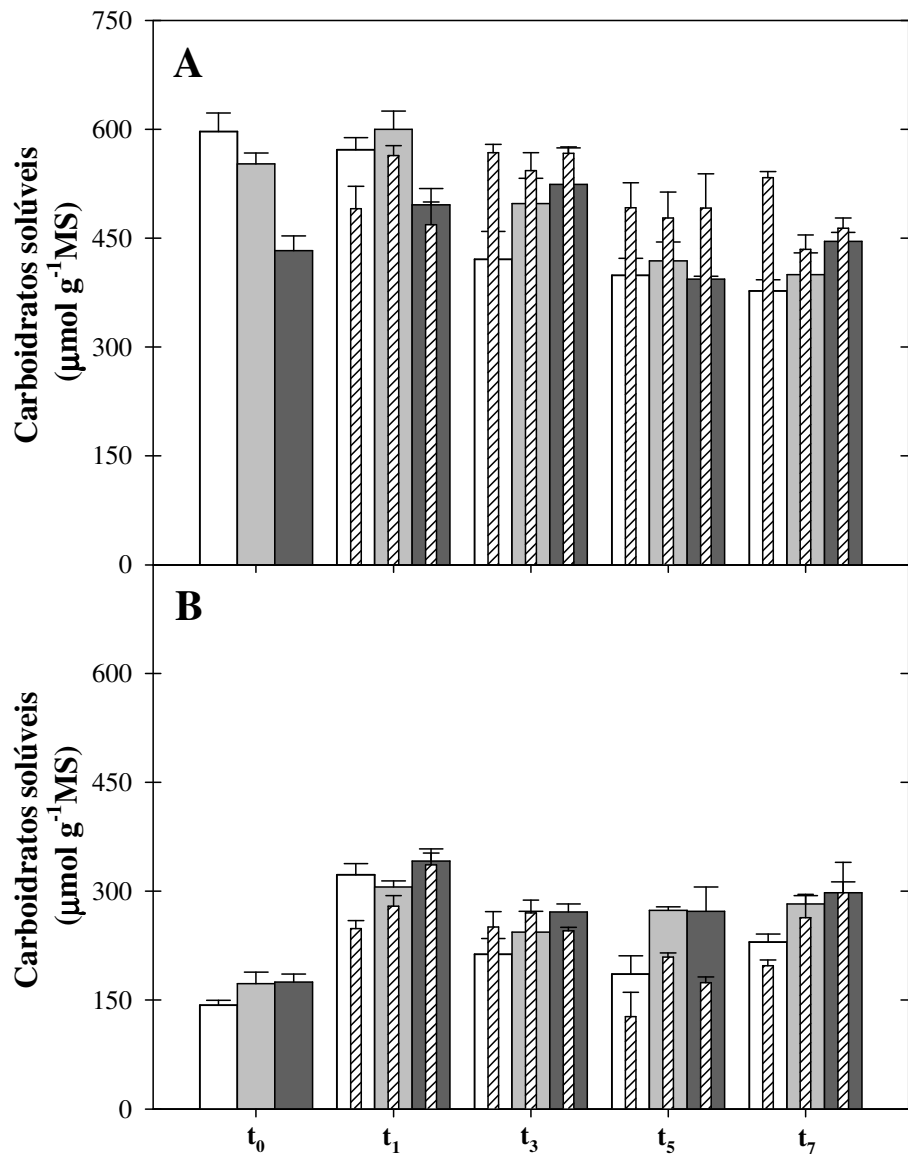 750
A
600
450
300
150
0
Carboidratos solúveis
(μmol g⁻¹MS)
B
600
450
300
150
0
Carboidratos solúveis
(μmol g⁻¹MS)
t₀ t₁ t₃ t₅ t₇